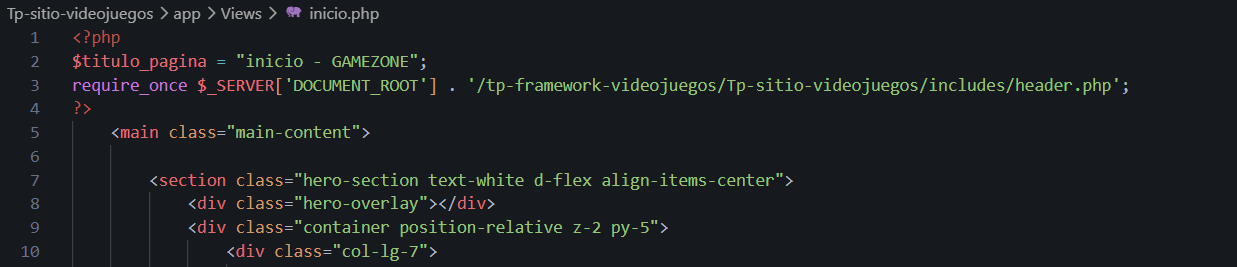 Tp-sitio-videojuegos > app > Views > inicio.php
1 <?php
2 $titulo_pagina = "inicio - GAMEZONE";
3 require_once $_SERVER['DOCUMENT_ROOT'] . '/tp-framework-videojuegos/Tp-sitio-videojuegos/includes/header.php';
4 ?>
5 <main class="main-content">
6
7 <section class="hero-section text-white d-flex align-items-center">
8 <div class="hero-overlay"></div>
9 <div class="container position-relative z-2 py-5">
10 <div class="col-lg-7">